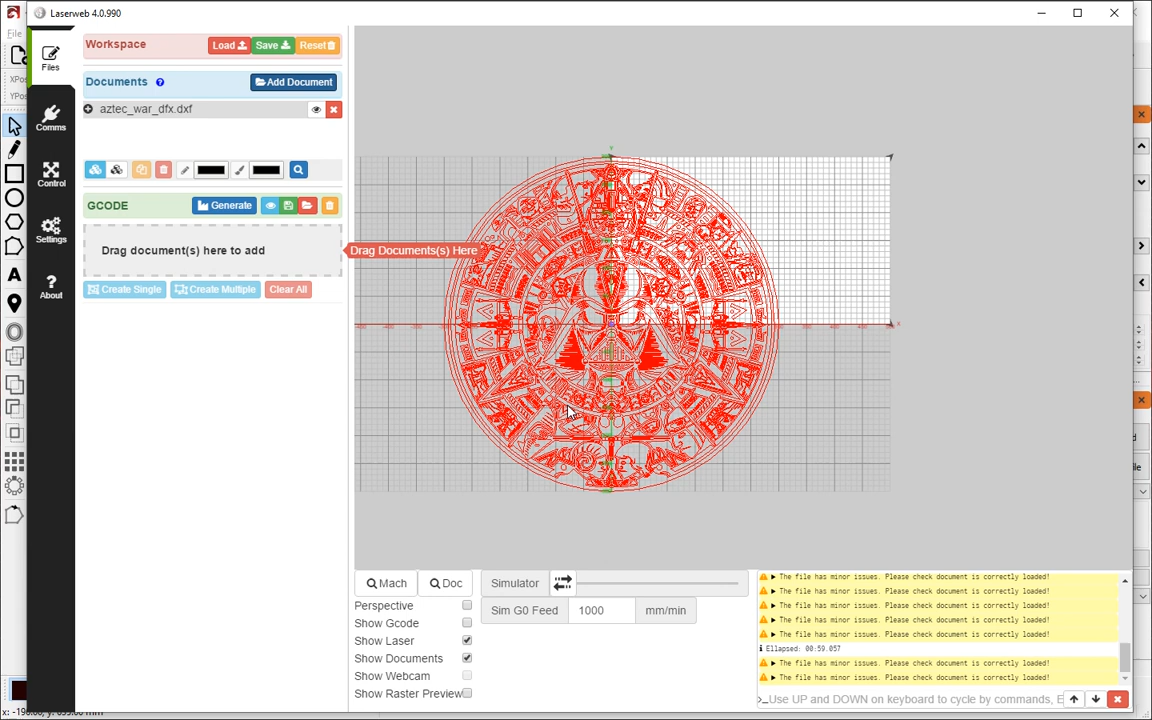 Laserweb 4.0.990
File
Files
Workspace
Load
Save
Reset
Documents
Add Document
XPos
YPos
aztec_war_dfx.dxf
Comms
Control
GCODE
Generate
Settings
Drag document(s) here to add
Drag Documents(s) Here
About
Create Single
Create Multiple
Clear All
Mach
Doc
Simulator
Perspective
Sim G0 Feed
1000
mm/min
Show Gcode
Show Laser
Show Documents
Show Webcam
Show Raster Preview
The file has minor issues. Please check document is correctly loaded!
The file has minor issues. Please check document is correctly loaded!
The file has minor issues. Please check document is correctly loaded!
The file has minor issues. Please check document is correctly loaded!
The file has minor issues. Please check document is correctly loaded!
Ellapsed: 00:59.057
The file has minor issues. Please check document is correctly loaded!
The file has minor issues. Please check document is correctly loaded!
>_Use UP and DOWN on keyboard to cycle by commands, E